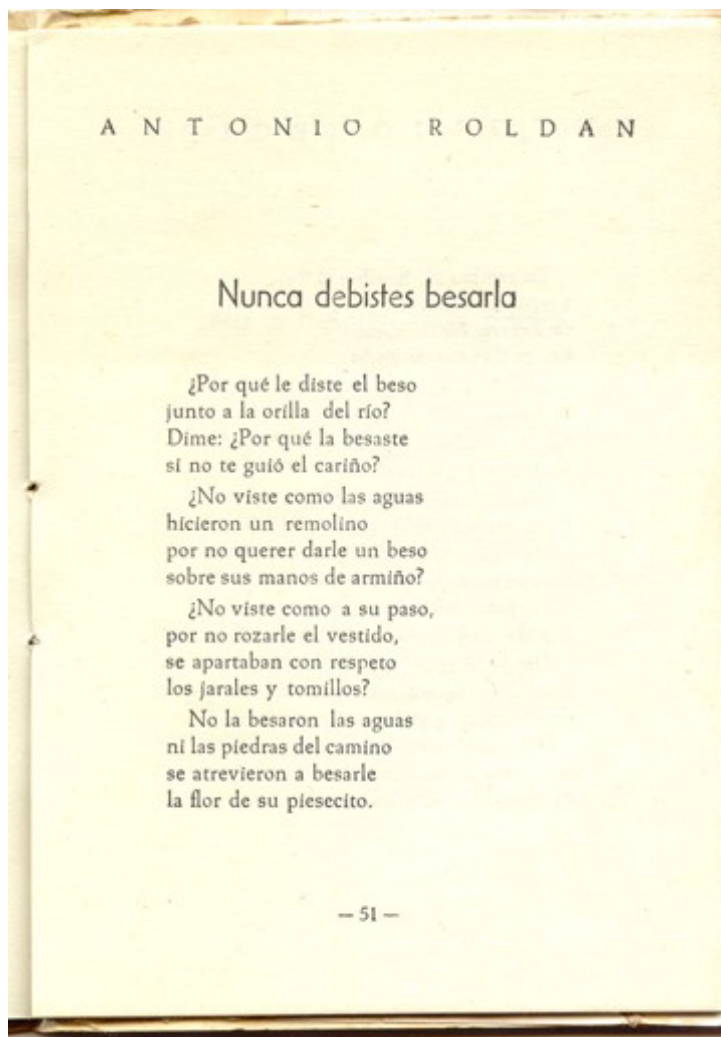 ANTONIO ROLDAN
Nunca debistes besarla
¿Por qué le diste el beso
junto a la orilla del río?
Dime: ¿Por qué la besaste
si no te guió el cariño?
¿No viste como las aguas
hicieron un remolino
por no querer darle un beso
sobre sus manos de armiño?
¿No viste como a su paso,
por no rozarle el vestido,
se apartaban con respeto
los jarales y tomillos?
No la besaron las aguas
ni las piedras del camino
se atrevieron a besarle
la flor de su piesecito.
— 51 —